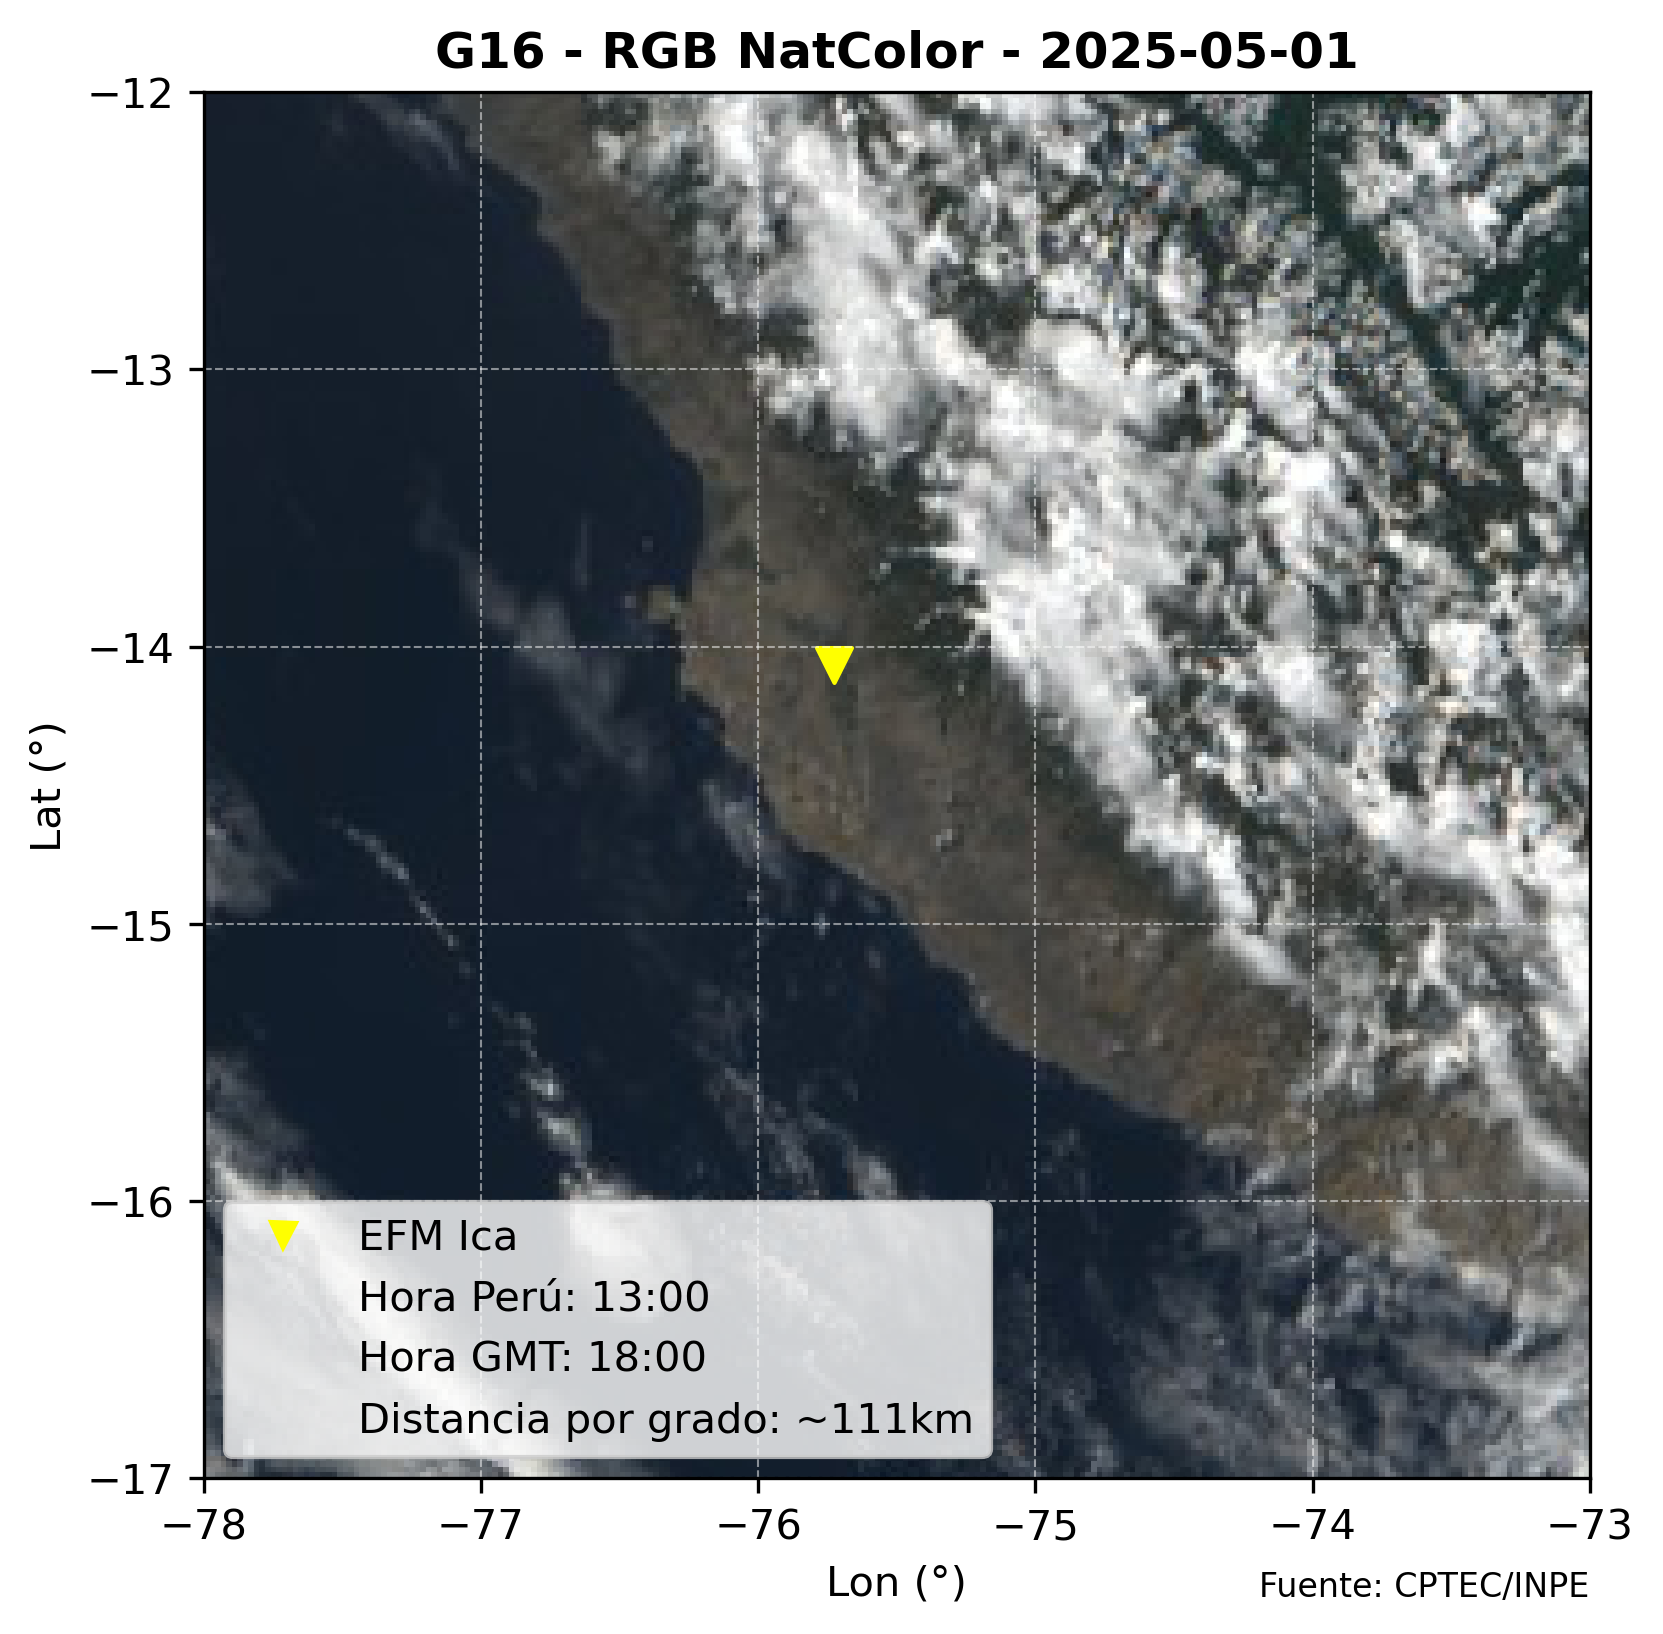 G16 - RGB NatColor - 2025-05-01
−12
−13
−14
−15
−16
−17
Lat (°)
EFM Ica
Hora Perú: 13:00
Hora GMT: 18:00
Distancia por grado: ~111km
−78 −77 −76 −75 −74 −73
Lon (°)
Fuente: CPTEC/INPE